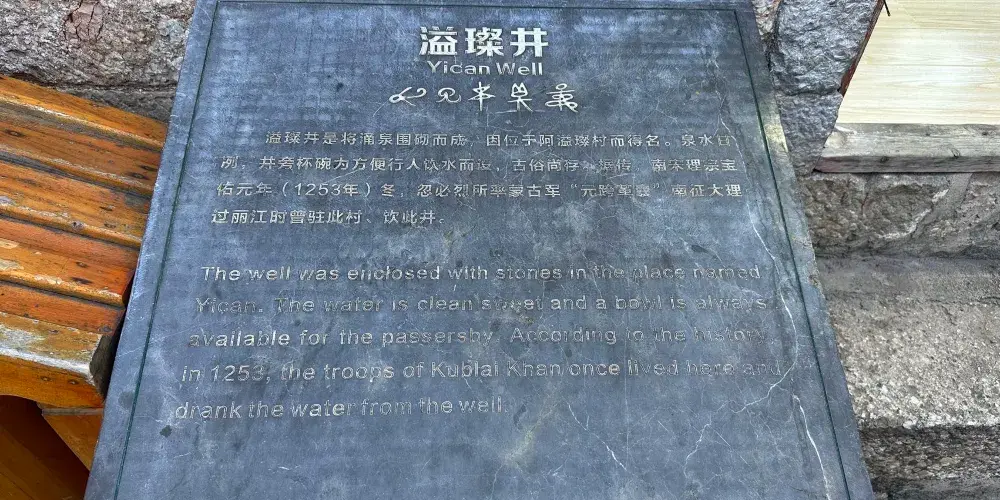 溢璨井
Yican Well
溢璨井是将涌泉围砌而成，因位于阿溢璨村而得名。泉水甘
冽，井旁杯碗为方便行人饮水而设，古俗尚存。据传，南宋理宗宝
佑元年（1253年）冬，忽必烈所率蒙古军“元跨革囊”南征大理
过丽江时曾驻此村、饮此井。
The well was enclosed with stones in the place named
Yican. The water is clean sweet and a bowl is always
available for the passersby. According to the history,
in 1253, the troops of Kublai Khan once lived here and
drank the water from the well.